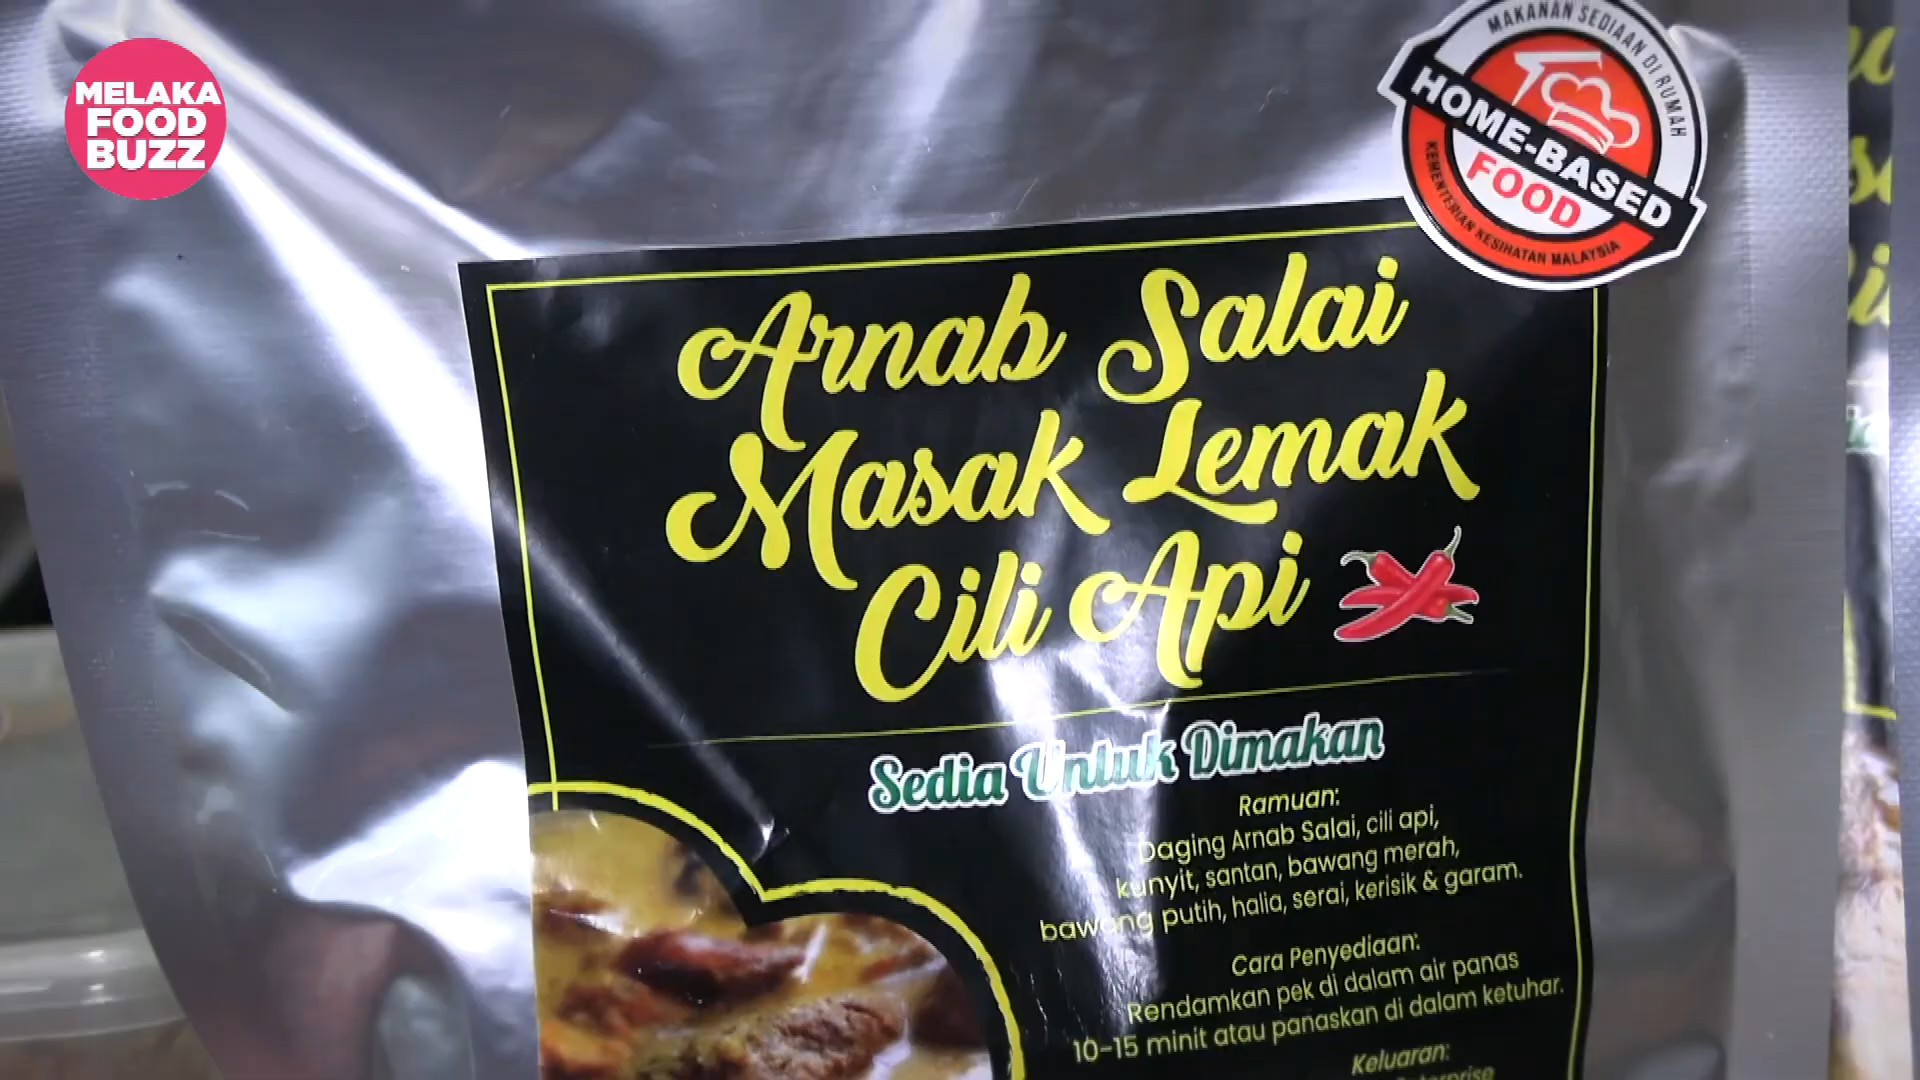 MELAKA
FOOD
BUZZ
MAKANAN SEDIAAN DI RUMAH
HOME-BASED
FOOD
KEMENTERIAN KESIHATAN MALAYSIA
Arnab Salai
Masak Lemak
Cili Api
Sedia Untuk Dimakan
Ramuan:
Daging Arnab Salai, cili api,
kunyit, santan, bawang merah,
bawang putih, halia, serai, kerisik & garam.
Cara Penyediaan:
Rendamkan pek di dalam air panas
10-15 minit atau panaskan di dalam ketuhar.
Keluaran: